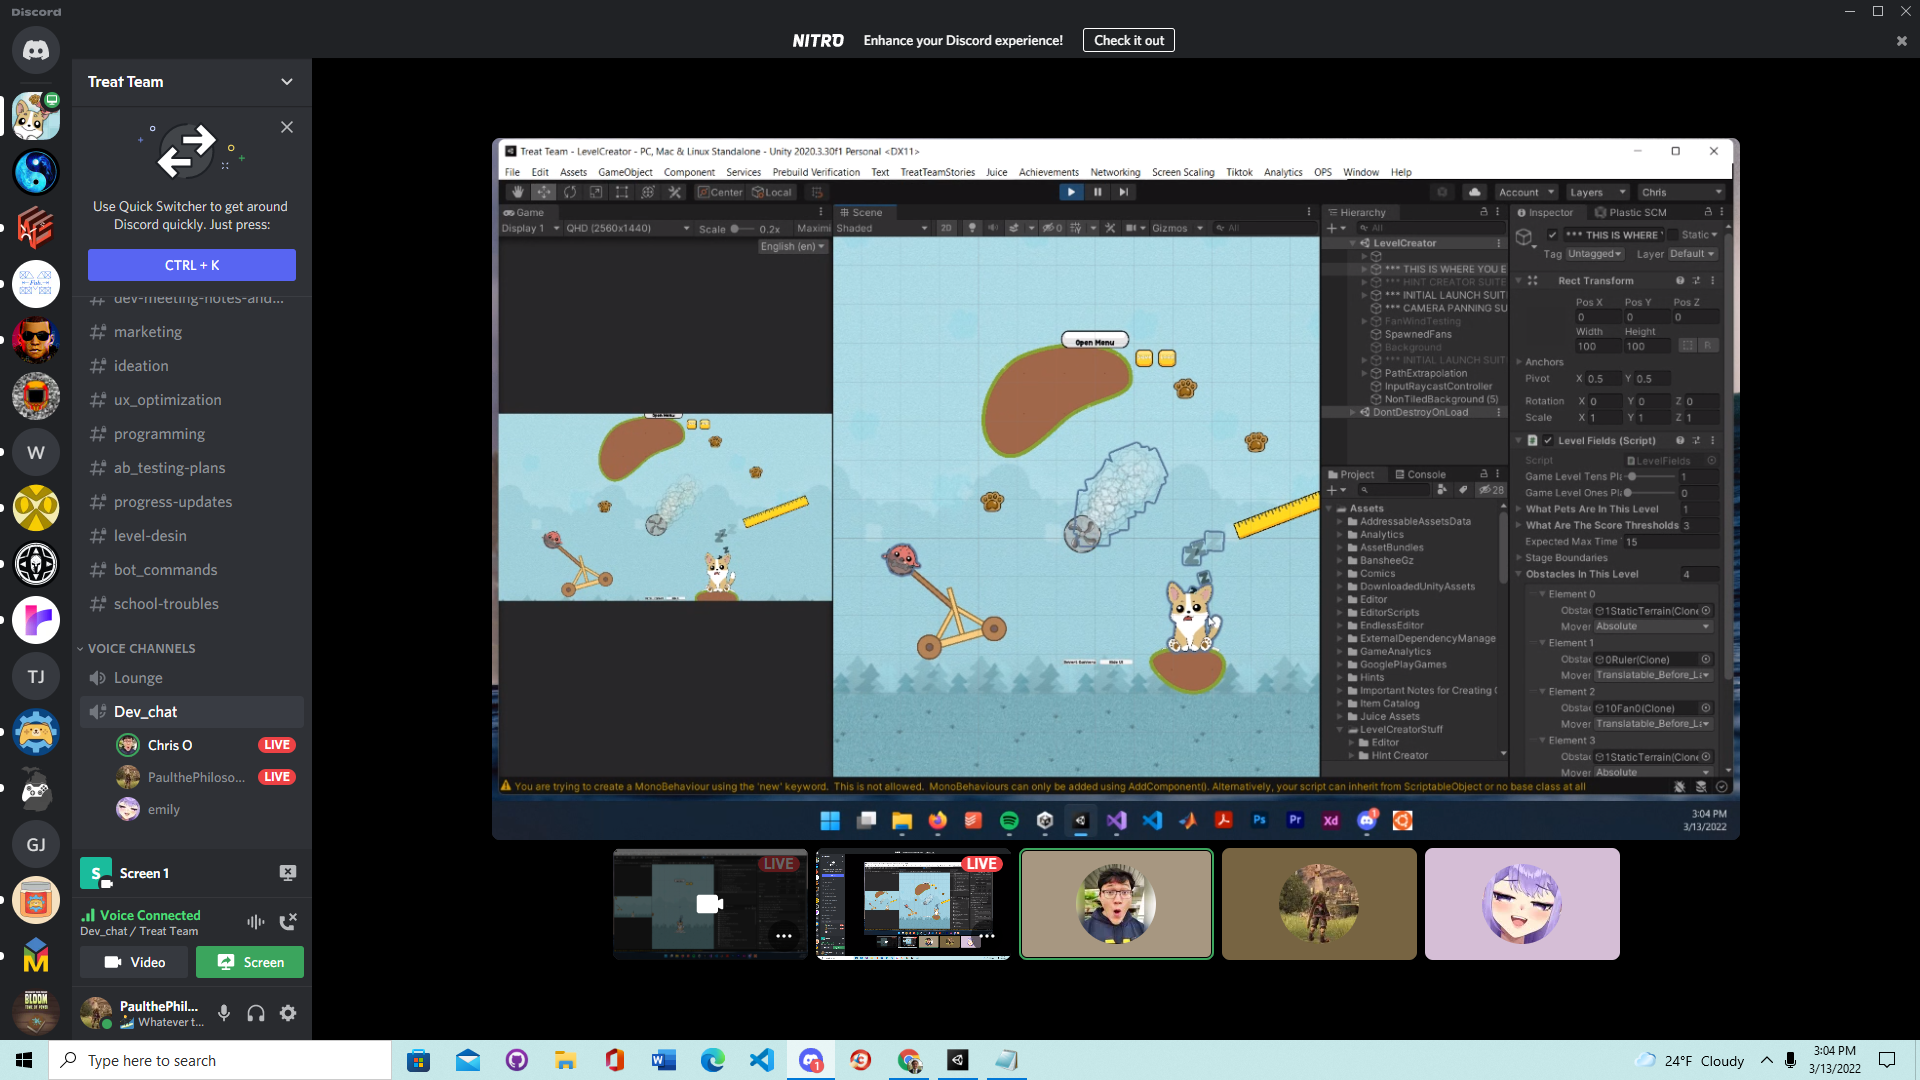 Discord
NITRO Enhance your Discord experience! Check it out
Treat Team
Use Quick Switcher to get around
Discord quickly. Just press:
CTRL + K
dev-meeting-notes-and...
marketing
ideation
ux_optimization
programming
ab_testing-plans
progress-updates
level-desin
bot_commands
school-troubles
VOICE CHANNELS
Lounge
Dev_chat
Chris O LIVE
PaulthePhiloso... LIVE
emily
S Screen 1
Voice Connected
Dev_chat / Treat Team
Video Screen
PaulthePhil...
Whatever t...
W
TJ
GJ
BLOOM
Treat Team - LevelCreator - PC, Mac & Linux Standalone - Unity 2020.3.30f1 Personal <DX11>
File Edit Assets GameObject Component Services Prebuild Verification Text TreatTeamStories Juice Achievements Networking Screen Scaling Tiktok Analytics OPS Window Help
Center Local Account Layers Chris
Game
Display 1 QHD (2560x1440) Scale 0.2x Maximi
English (en)
Scene
Shaded 2D 0 Gizmos All
Open Menu
Open Menu
Hierarchy
All
LevelCreator
*** THIS IS WHERE YOU E
*** HINT CREATOR SUITE
*** INITIAL LAUNCH SUIT
*** CAMERA PANNING SU
FanWindTesting
SpawnedFans
Background
*** INITIAL LAUNCH SUIT
PathExtrapolation
InputRaycastController
NonTiledBackground (5)
DontDestroyOnLoad
Project Console
28
Assets
AddressableAssetsData
Analytics
AssetBundles
BansheeGz
Comics
DownloadedUnityAssets
Editor
EditorScripts
EndlessEditor
ExternalDependencyManage
GameAnalytics
GooglePlayGames
Hints
Important Notes for Creating
Item Catalog
Juice Assets
LevelCreatorStuff
Editor
Hint Creator
Inspector Plastic SCM
*** THIS IS WHERE Static
Tag Untagged Layer Default
Rect Transform
Pos X Pos Y Pos Z
0 0 0
Width Height
100 100 R
Anchors
Pivot X 0.5 Y 0.5
Rotation X 0 Y 0 Z 0
Scale X 1 Y 1 Z 1
Level Fields (Script)
Script LevelFields
Game Level Tens Pl 1
Game Level Ones Pl 0
What Pets Are In This Level 1
What Are The Score Thresholds 3
Expected Max Time 15
Stage Boundaries
Obstacles In This Level 4
Element 0
Obstac 1StaticTerrain(Clone
Mover Absolute
Element 1
Obstac 0Ruler(Clone)
Mover Translatable_Before_La
Element 2
Obstac 10Fan0(Clone)
Mover Translatable_Before_La
Element 3
Obstac 1StaticTerrain(Clone
Mover Absolute
You are trying to create a MonoBehaviour using the 'new' keyword. This is not allowed. MonoBehaviours can only be added using AddComponent(). Alternatively, your script can inherit from ScriptableObject or no base class at all
Ps Pr Xd 1
3:04 PM
3/13/2022
LIVE
LIVE
Type here to search
1
24°F Cloudy
3:04 PM
3/13/2022